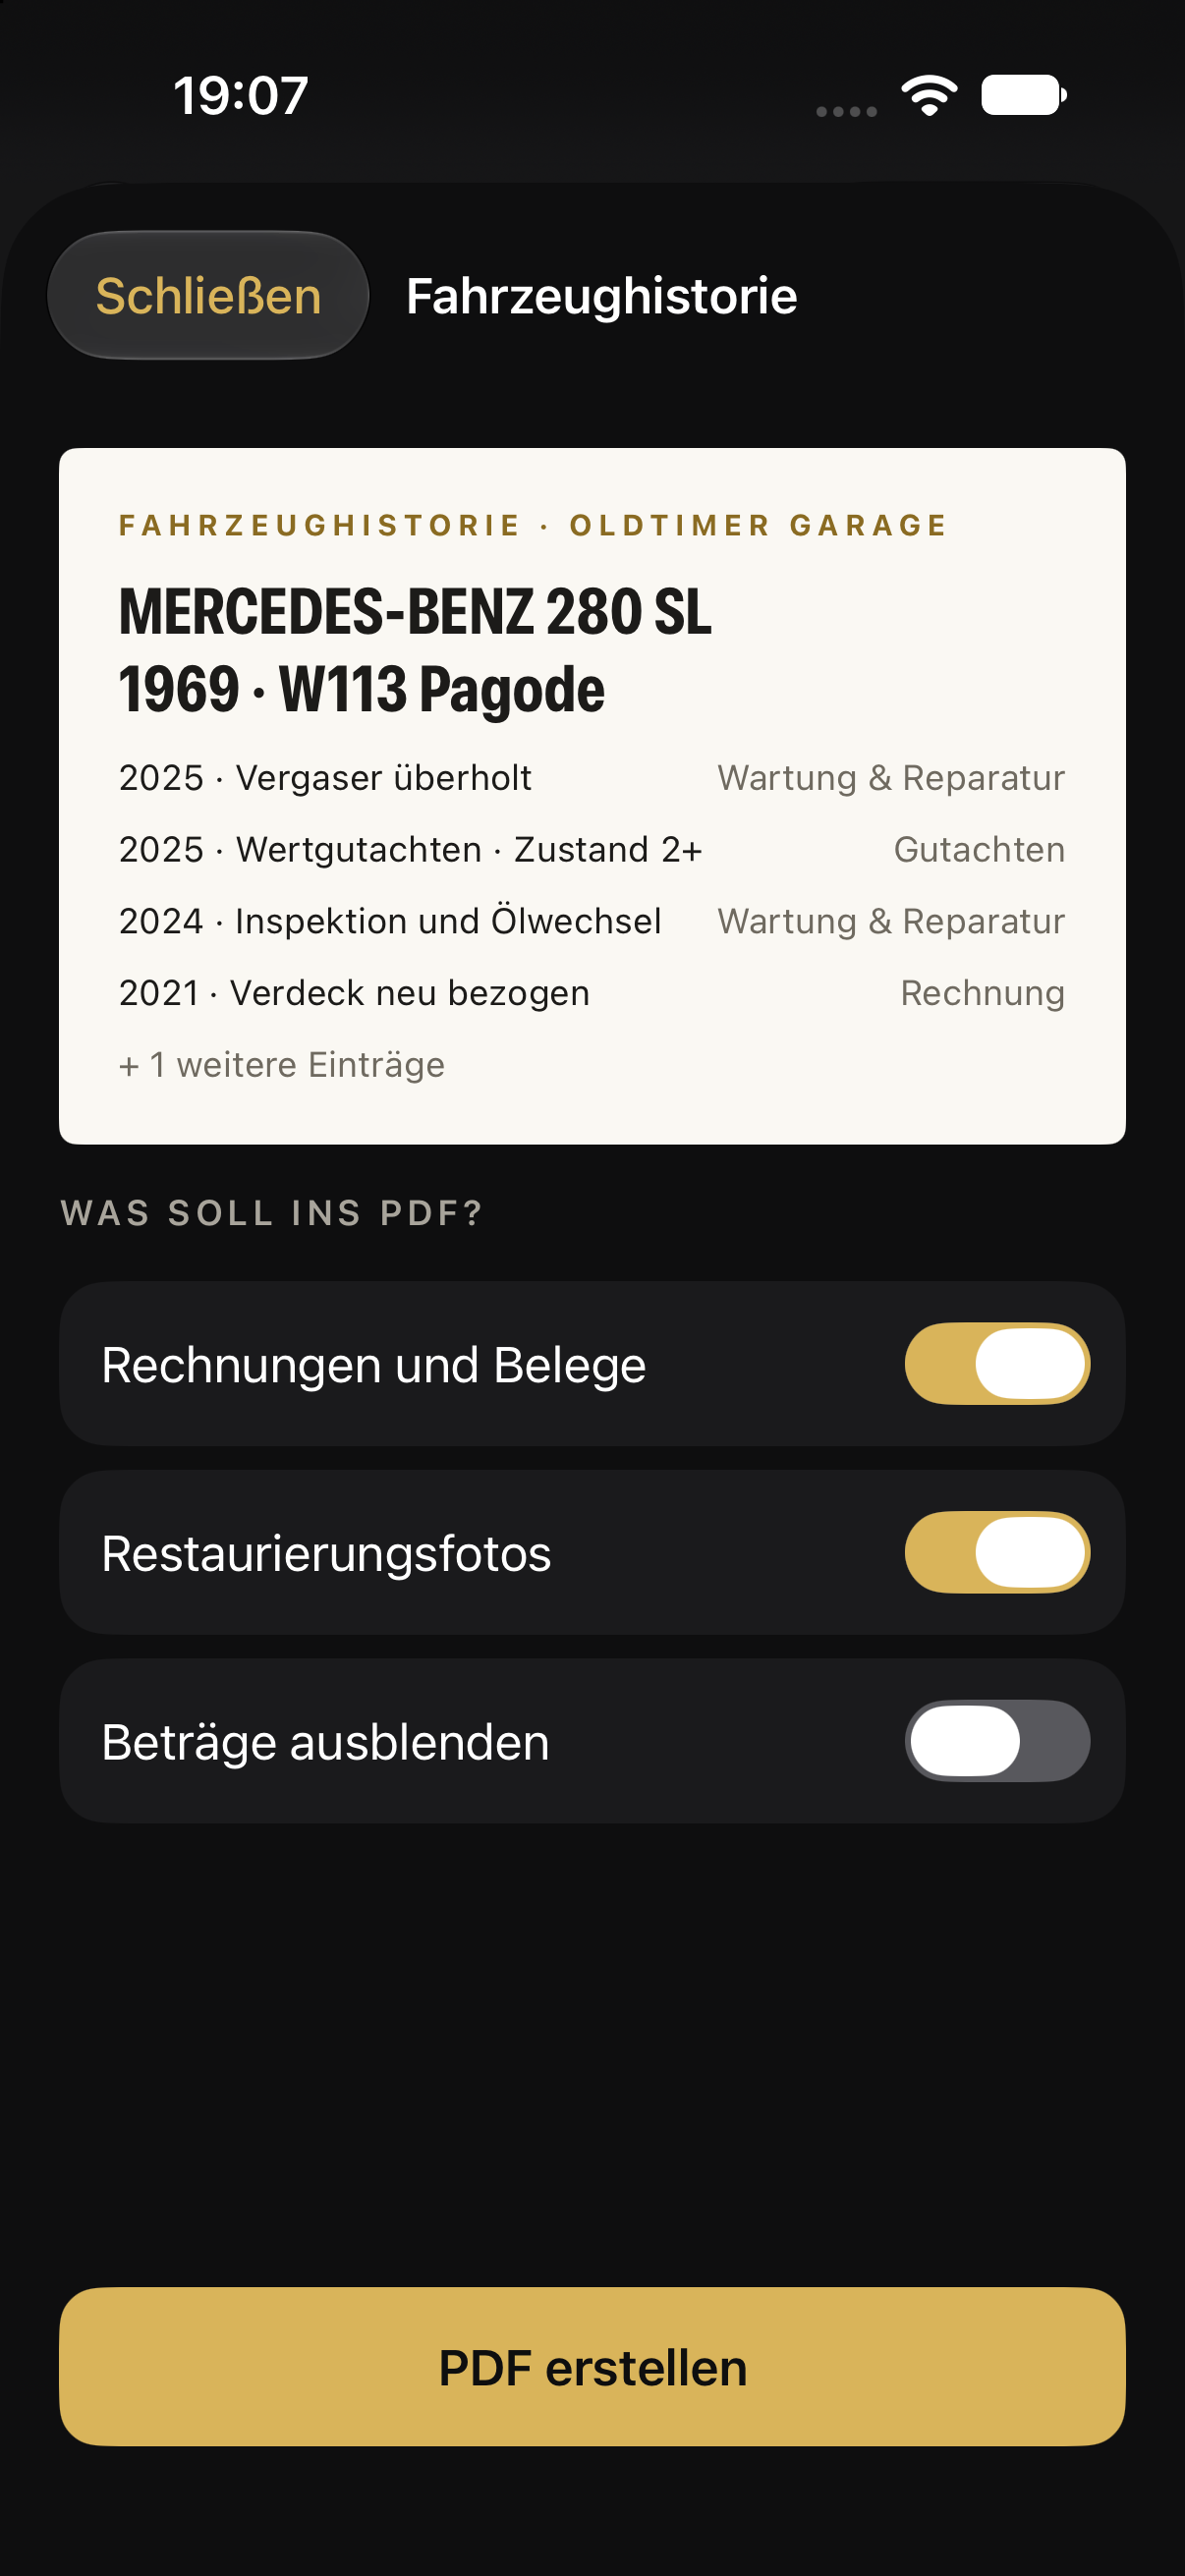 19:07
Schließen
Fahrzeughistorie
FAHRZEUGHISTORIE · OLDTIMER GARAGE
MERCEDES-BENZ 280 SL
1969 · W113 Pagode
2025 · Vergaser überholt Wartung & Reparatur
2025 · Wertgutachten · Zustand 2+ Gutachten
2024 · Inspektion und Ölwechsel Wartung & Reparatur
2021 · Verdeck neu bezogen Rechnung
+ 1 weitere Einträge
WAS SOLL INS PDF?
Rechnungen und Belege
Restaurierungsfotos
Beträge ausblenden
PDF erstellen